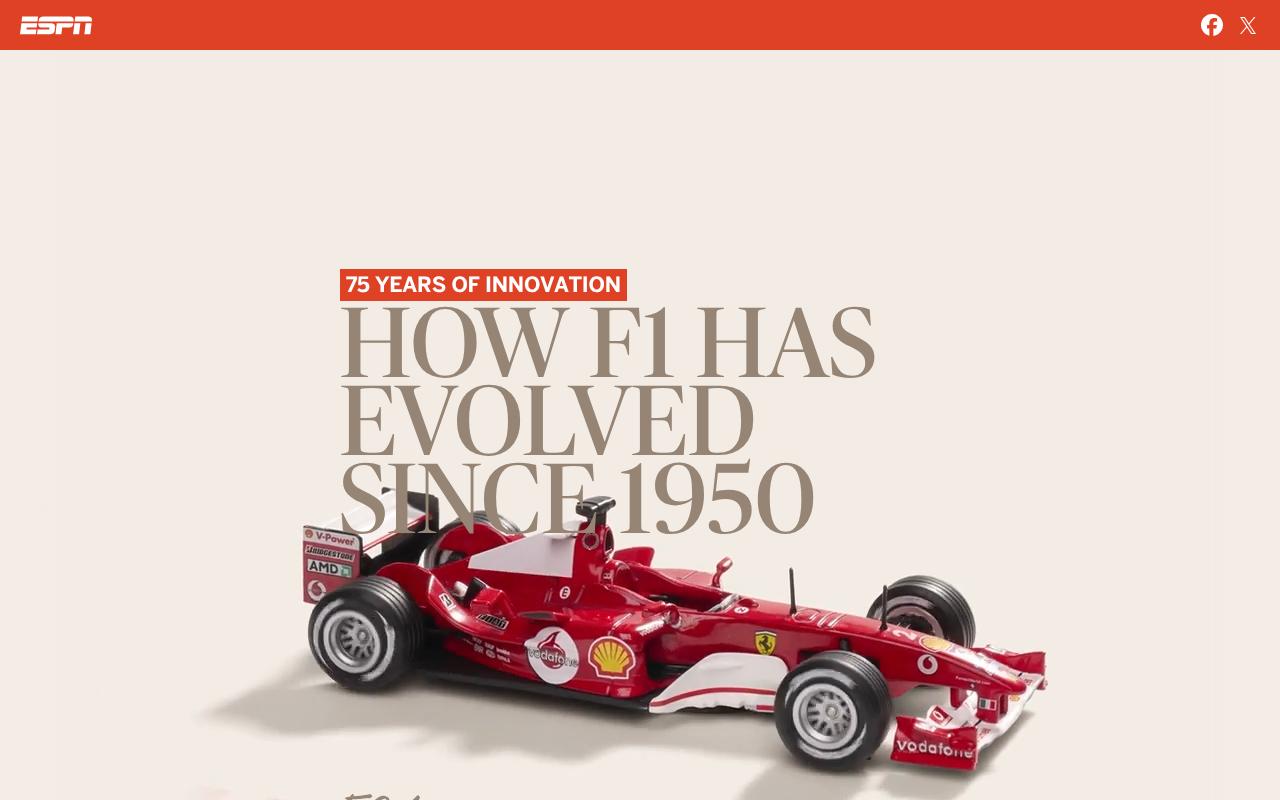 ESPN
75 YEARS OF INNOVATION
HOW F1 HAS
EVOLVED
SINCE 1950
V-Power
BRIDGESTONE
AMD
vodafone
vodafone